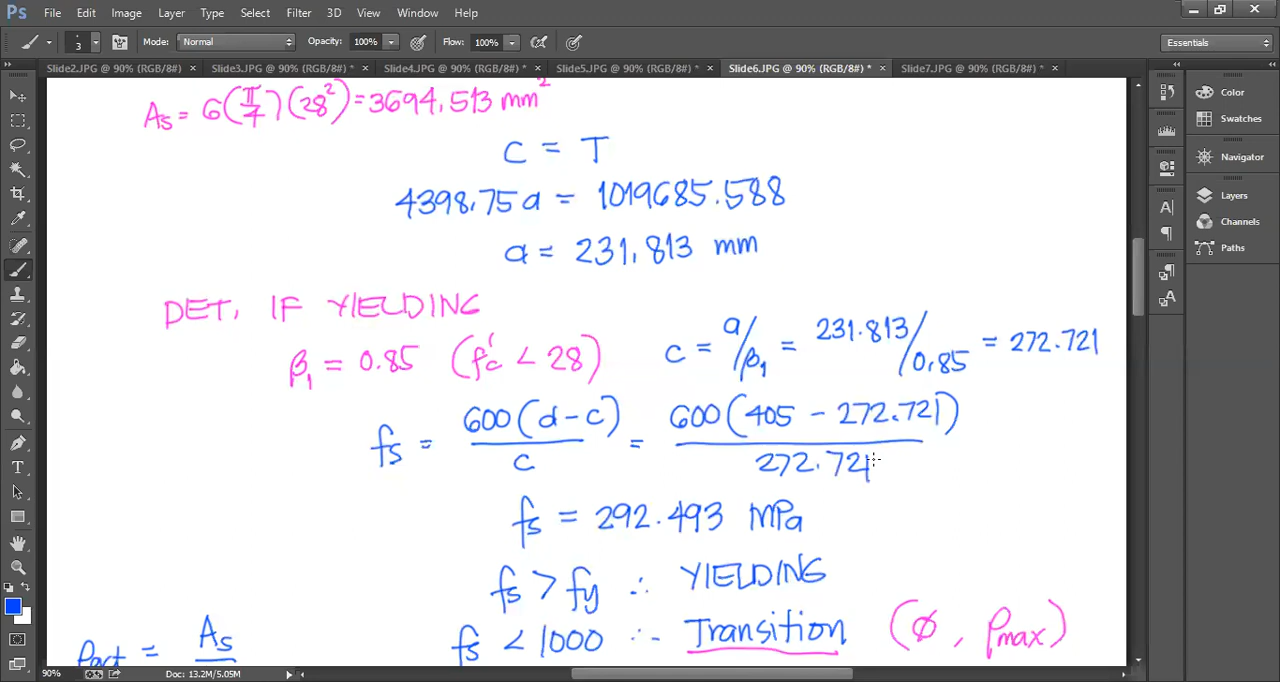 Ps File Edit Image Layer Type Select Filter 3D View Window Help
3 Mode: Normal Opacity: 100% Flow: 100% Essentials
Slide2.JPG @ 90% (RGB/8#) × Slide3.JPG @ 90% (RGB/8#) * × Slide4.JPG @ 90% (RGB/8#) * × Slide5.JPG @ 90% (RGB/8#) * × Slide6.JPG @ 90% (RGB/8#) * × Slide7.JPG @ 90% (RGB/8#) * ×
As = 6(π/4)(28²) = 3694.513 mm²
C = T
4398.75a = 1019685.588
a = 231.813 mm
DET. IF YIELDING
β₁ = 0.85 (fc' < 28)
c = a/β₁ = 231.813/0.85 = 272.721
fs = 600(d-c)/c = 600(405 - 272.721)/272.721
fs = 292.493 MPa
fs > fy ∴ YIELDING
fs < 1000 ∴ Transition (ϕ, ρmax)
ρact = As
Color
Swatches
Navigator
Layers
Channels
Paths
90% Doc: 13.2M/5.05M